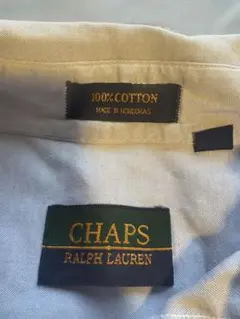 100% COTTON
MADE IN HONDURAS
CHAPS
RALPH LAUREN